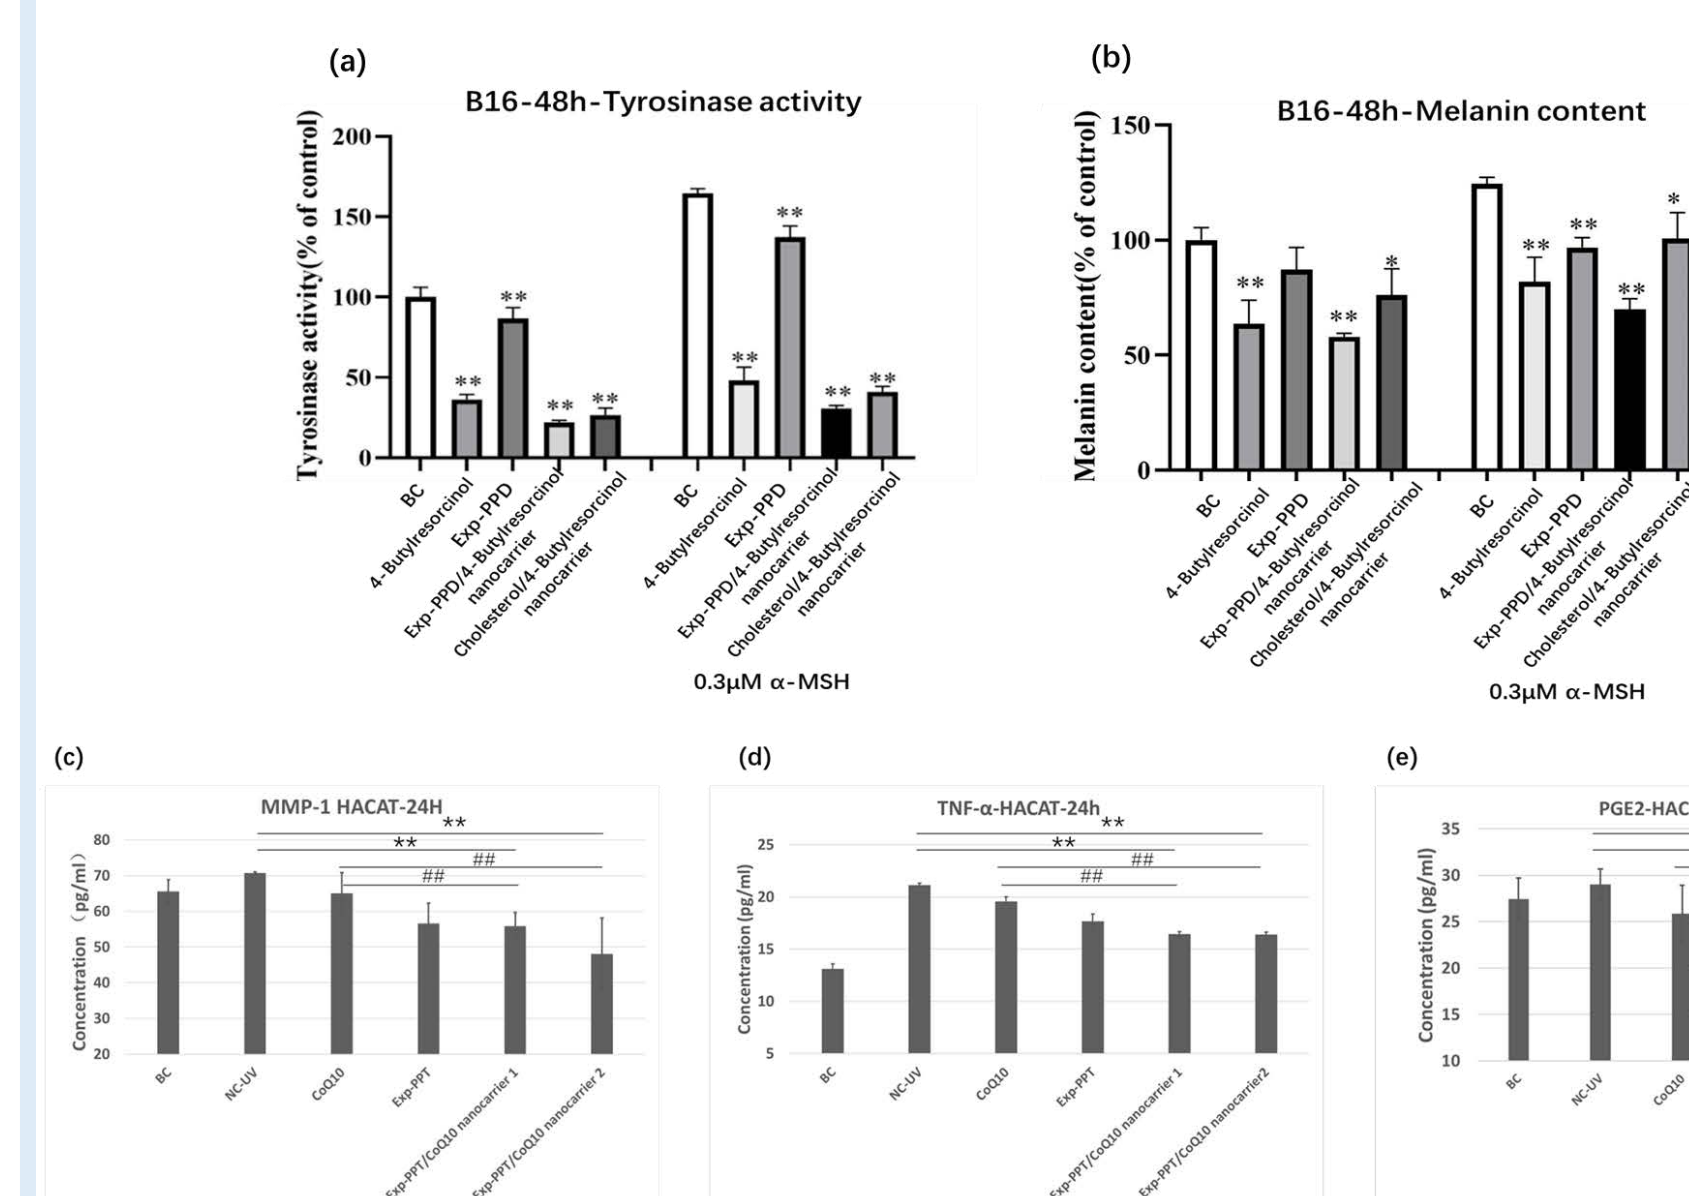 (a)
B16-48h-Tyrosinase activity
Tyrosinase activity(% of control)
200
150
100
50
0
**
**
**
**
**
**
**
**
BC
4-Butylresorcinol
Exp-PPD
Exp-PPD/4-Butylresorcinol
nanocarrier
Cholesterol/4-Butylresorcinol
nanocarrier
BC
4-Butylresorcinol
Exp-PPD
Exp-PPD/4-Butylresorcinol
nanocarrier
Cholesterol/4-Butylresorcinol
nanocarrier
0.3μM α-MSH
(b)
B16-48h-Melanin content
Melanin content(% of control)
150
100
50
0
**
**
*
**
**
**
*
BC
4-Butylresorcinol
Exp-PPD
Exp-PPD/4-Butylresorcinol
nanocarrier
Cholesterol/4-Butylresorcinol
nanocarrier
BC
4-Butylresorcinol
Exp-PPD
Exp-PPD/4-Butylresorcinol
nanocarrier
Cholesterol/4-Butylresorcinol
nanocarrier
0.3μM α-MSH
(c)
MMP-1 HACAT-24H
**
**
##
##
Concentration （pg/ml）
80
70
60
50
40
30
20
BC
NC-UV
CoQ10
Exp-PPT
Exp-PPT/CoQ10 nanocarrier 1
Exp-PPT/CoQ10 nanocarrier 2
(d)
TNF-α-HACAT-24h
**
**
##
##
Concentration (pg/ml)
25
20
15
10
5
BC
NC-UV
CoQ10
Exp-PPT
Exp-PPT/CoQ10 nanocarrier 1
Exp-PPT/CoQ10 nanocarrier2
(e)
PGE2-HAC
Concentration (pg/ml)
35
30
25
20
15
10
BC
NC-UV
CoQ10